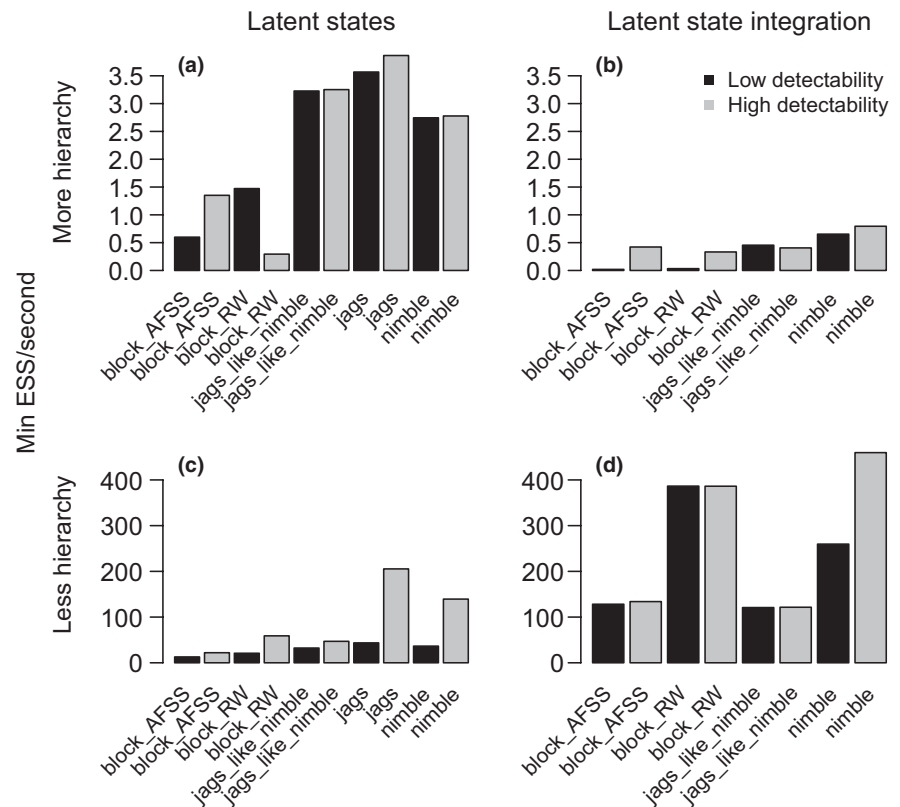 Latent states
Latent state integration
Min ESS/second
More hierarchy
(a)
3.5
3.0
2.5
2.0
1.5
1.0
0.5
0.0
block_AFSS
block_AFSS
block_RW
block_RW
jags_like_nimble
jags_like_nimble
jags
jags
nimble
nimble
(b)
Low detectability
High detectability
3.5
3.0
2.5
2.0
1.5
1.0
0.5
0.0
block_AFSS
block_AFSS
block_RW
block_RW
jags_like_nimble
jags_like_nimble
nimble
nimble
Less hierarchy
(c)
400
300
200
100
0
block_AFSS
block_AFSS
block_RW
block_RW
jags_like_nimble
jags_like_nimble
jags
jags
nimble
nimble
(d)
400
300
200
100
0
block_AFSS
block_AFSS
block_RW
block_RW
jags_like_nimble
jags_like_nimble
nimble
nimble